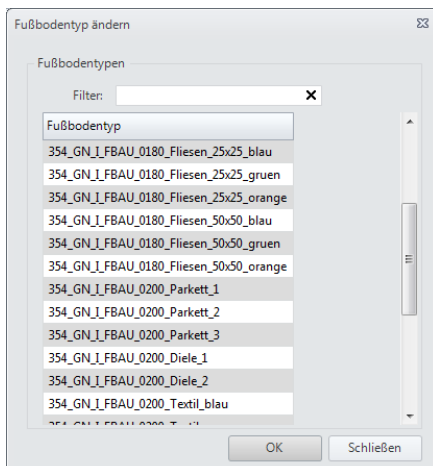 Fußbodentyp ändern
Fußbodentypen
Filter:
Fußbodentyp
354_GN_I_FBAU_0180_Fliesen_25x25_blau
354_GN_I_FBAU_0180_Fliesen_25x25_gruen
354_GN_I_FBAU_0180_Fliesen_25x25_orange
354_GN_I_FBAU_0180_Fliesen_50x50_blau
354_GN_I_FBAU_0180_Fliesen_50x50_gruen
354_GN_I_FBAU_0180_Fliesen_50x50_orange
354_GN_I_FBAU_0200_Parkett_1
354_GN_I_FBAU_0200_Parkett_2
354_GN_I_FBAU_0200_Parkett_3
354_GN_I_FBAU_0200_Diele_1
354_GN_I_FBAU_0200_Diele_2
354_GN_I_FBAU_0200_Textil_blau
OK Schließen